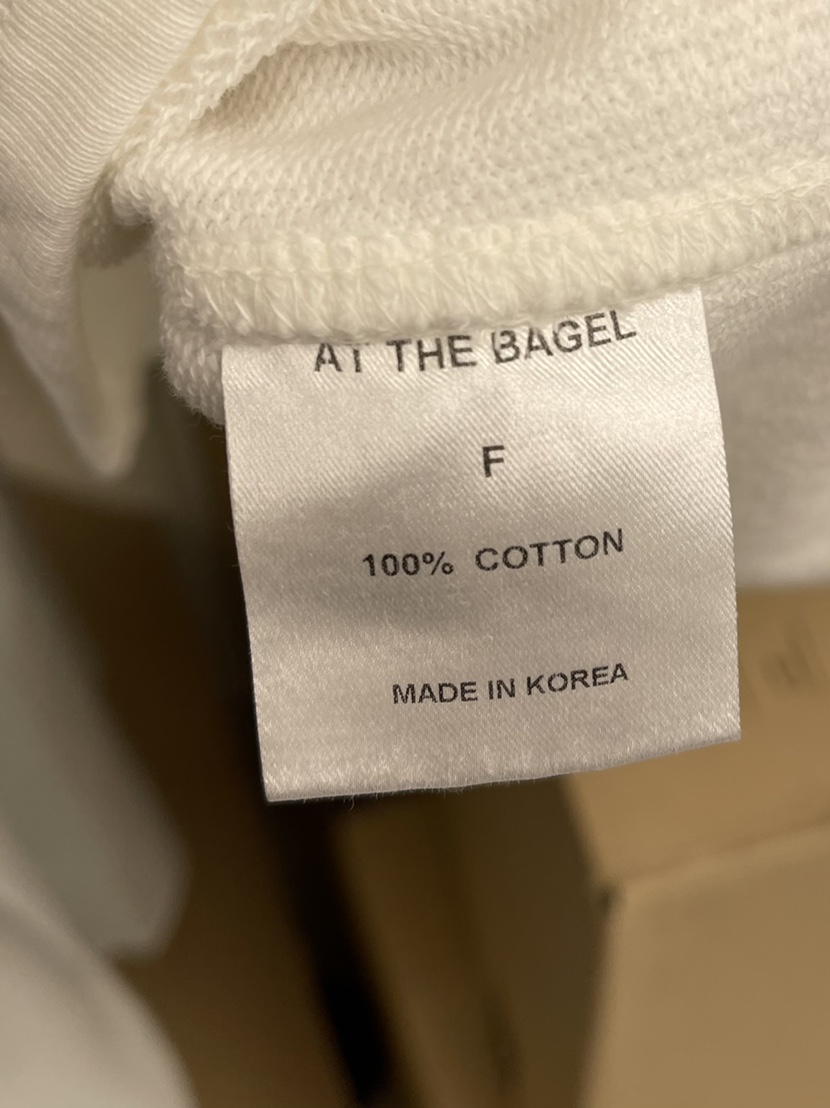 AT THE BAGEL
F
100% COTTON
MADE IN KOREA